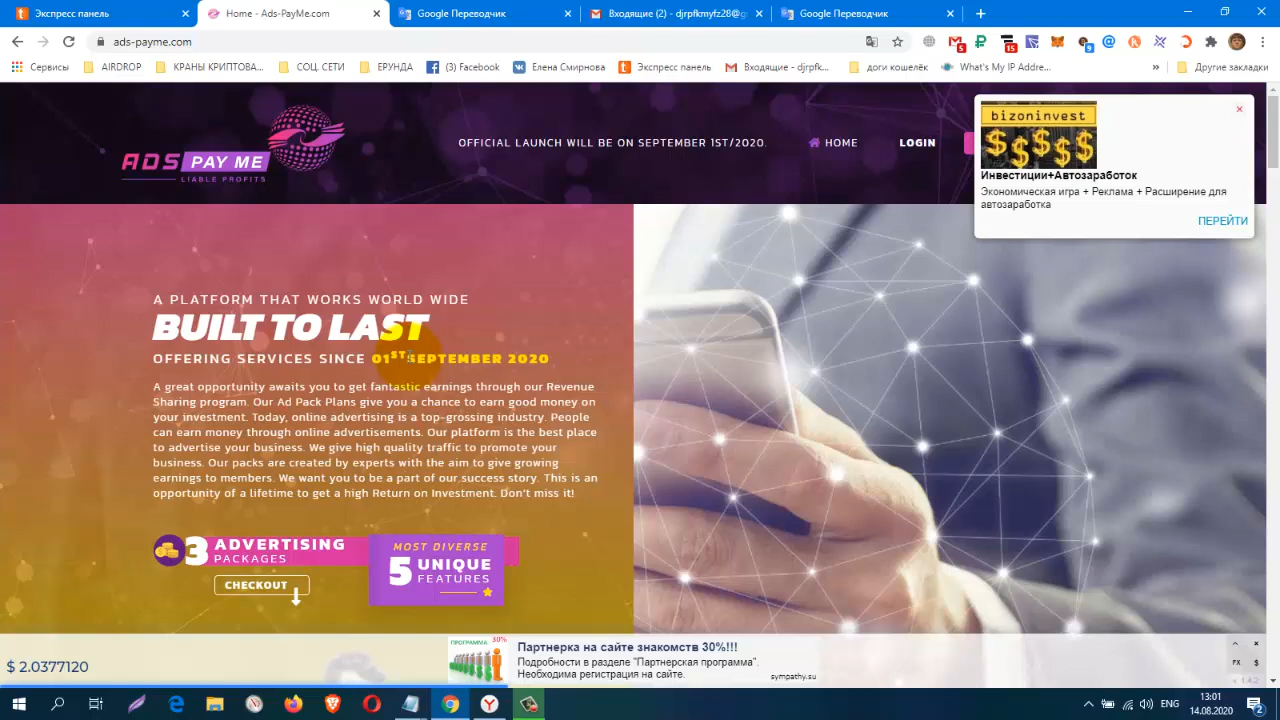 Экспресс панель
Home - Ads-PayMe.com
Google Переводчик
Входящие (2) - djrpfkmyfz28@g
Google Переводчик
ads-payme.com
5
15
9
Сервисы
AIRDROP
КРАНЫ КРИПТОВА...
СОЦ. СЕТИ
ЕРУНДА
(3) Facebook
Елена Смирнова
Экспресс панель
Входящие - djrpfk...
доги кошелёк
What's My IP Addre...
»
Другие закладки
ADS PAY ME
LIABLE PROFITS
OFFICIAL LAUNCH WILL BE ON SEPTEMBER 1ST/2020.
HOME
LOGIN
bizoninvest
$ $ $ $ $
Инвестиции+Автозаработок
Экономическая игра + Реклама + Расширение для
автозаработка
ПЕРЕЙТИ
A PLATFORM THAT WORKS WORLD WIDE
BUILT TO LAST
OFFERING SERVICES SINCE 01ST SEPTEMBER 2020
A great opportunity awaits you to get fantastic earnings through our Revenue
Sharing program. Our Ad Pack Plans give you a chance to earn good money on
your investment. Today, online advertising is a top-grossing industry. People
can earn money through online advertisements. Our platform is the best place
to advertise your business. We give high quality traffic to promote your
business. Our packs are created by experts with the aim to give growing
earnings to members. We want you to be a part of our success story. This is an
opportunity of a lifetime to get a high Return on Investment. Don't miss it!
3 ADVERTISING
PACKAGES
CHECKOUT
MOST DIVERSE
5 UNIQUE
FEATURES
$ 2.0377120
ПРОГРАММА 30%
Партнерка на сайте знакомств 30%!!!
Подробности в разделе "Партнерская программа".
Необходима регистрация на сайте.
sympathy.su
PX $
1.4.2
ENG
13:01
14.08.2020
2